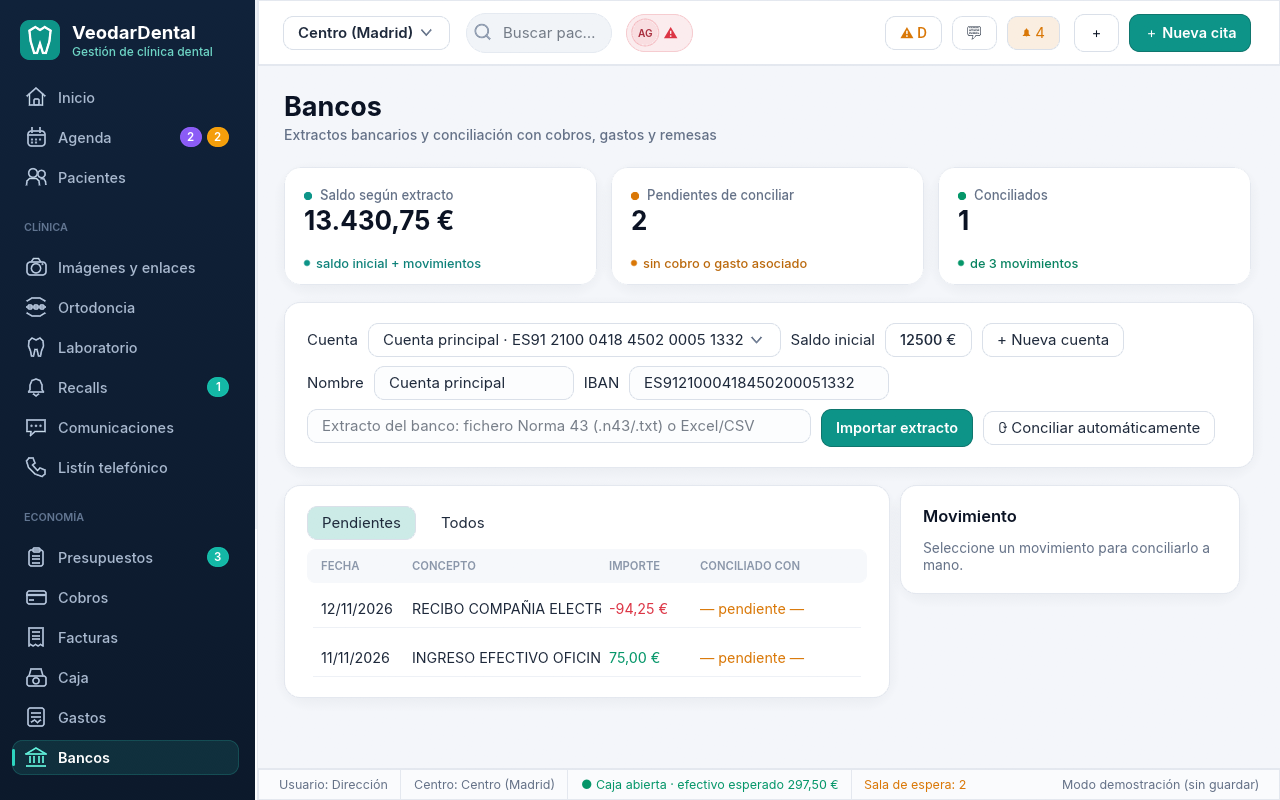 VeodarDental
Gestión de clínica dental
Inicio
Agenda 2 2
Pacientes
CLÍNICA
Imágenes y enlaces
Ortodoncia
Laboratorio
Recalls 1
Comunicaciones
Listín telefónico
ECONOMÍA
Presupuestos 3
Cobros
Facturas
Caja
Gastos
Bancos
Centro (Madrid) Buscar pac... AG D 4 + + Nueva cita
Bancos
Extractos bancarios y conciliación con cobros, gastos y remesas
Saldo según extracto
13.430,75 €
saldo inicial + movimientos
Pendientes de conciliar
2
sin cobro o gasto asociado
Conciliados
1
de 3 movimientos
Cuenta Cuenta principal · ES91 2100 0418 4502 0005 1332 Saldo inicial 12500 € + Nueva cuenta
Nombre Cuenta principal IBAN ES9121000418450200051332
Extracto del banco: fichero Norma 43 (.n43/.txt) o Excel/CSV Importar extracto Conciliar automáticamente
Pendientes Todos
FECHA CONCEPTO IMPORTE CONCILIADO CON
12/11/2026 RECIBO COMPAÑIA ELECTR -94,25 € — pendiente —
11/11/2026 INGRESO EFECTIVO OFICIN 75,00 € — pendiente —
Movimiento
Seleccione un movimiento para conciliarlo a
mano.
Usuario: Dirección Centro: Centro (Madrid) Caja abierta · efectivo esperado 297,50 € Sala de espera: 2 Modo demostración (sin guardar)